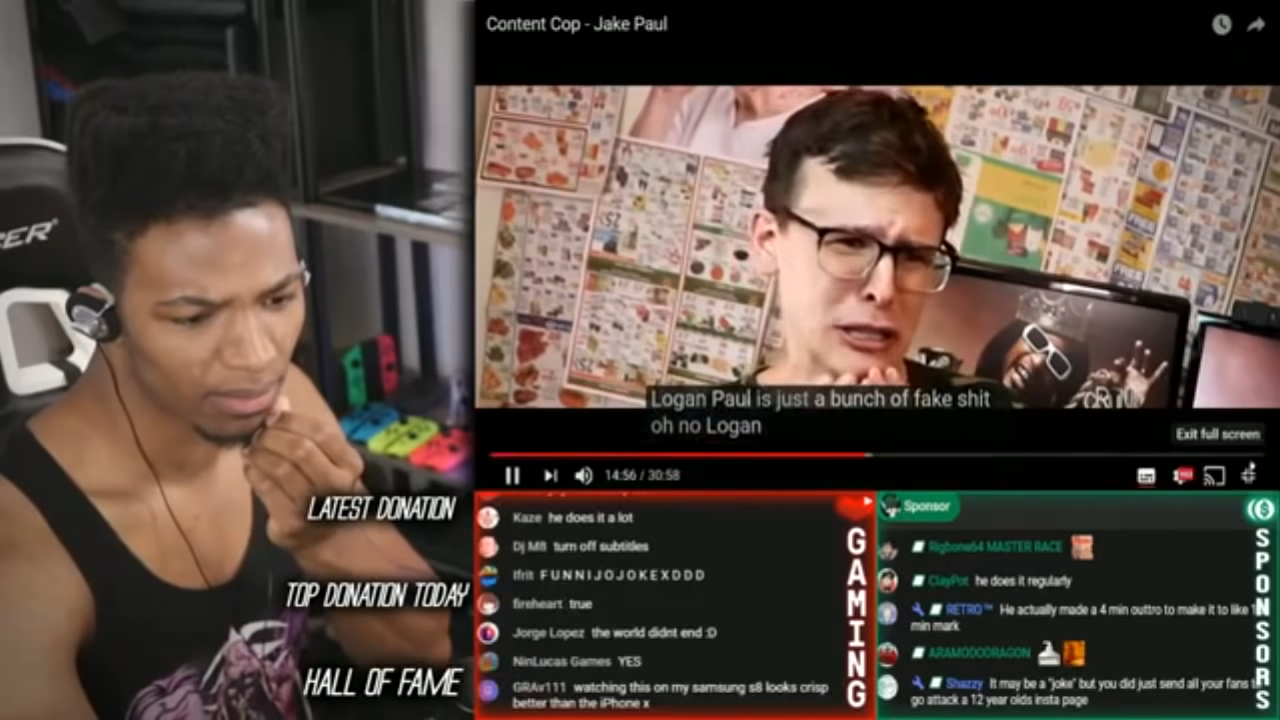 Content Cop - Jake Paul
Logan Paul is just a bunch of fake shit
oh no Logan
Exit full screen
14:56 / 30:58
LATEST DONATION
TOP DONATION TODAY
HALL OF FAME
Kaze he does it a lot
Dj M8 turn off subtitles
Ifrit F U N N I J O J O K E X D D D
fireheart true
Jorge Lopez the world didnt end :D
NinLucas Games YES
GRAv111 watching this on my samsung s8 looks crisp
better than the iPhone x
GAMING
Sponsor
Rigbone64 MASTER RACE
ClayPot he does it regularly
RETRO™ He actually made a 4 min outtro to make it to like 1
min mark
ARAMODODRAGON
Shazzy It may be a "joke" but you did just send all your fans t
go attack a 12 year olds insta page
SPONSORS